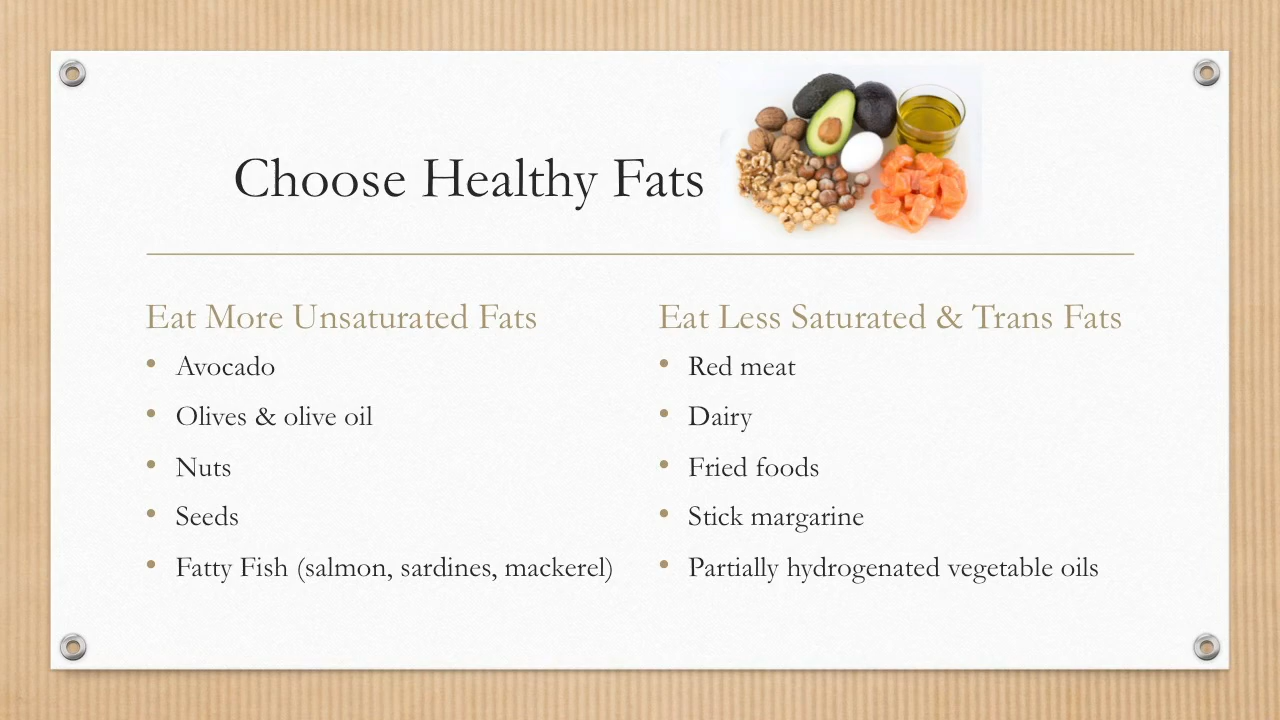 Choose Healthy Fats
Eat More Unsaturated Fats
• Avocado
• Olives & olive oil
• Nuts
• Seeds
• Fatty Fish (salmon, sardines, mackerel)
Eat Less Saturated & Trans Fats
• Red meat
• Dairy
• Fried foods
• Stick margarine
• Partially hydrogenated vegetable oils